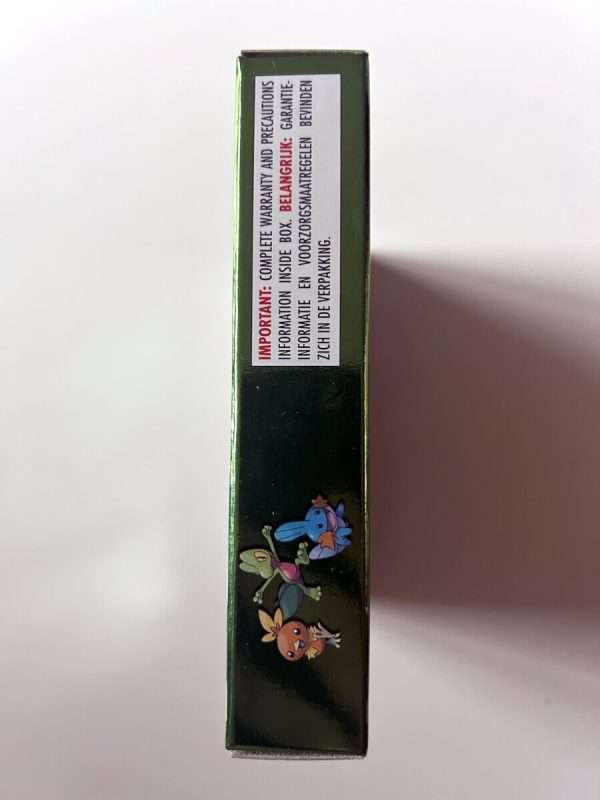 IMPORTANT: COMPLETE WARRANTY AND PRECAUTIONS
INFORMATION INSIDE BOX. BELANGRIJK: GARANTIE-
INFORMATIE EN VOORZORGSMAATREGELEN BEVINDEN
ZICH IN DE VERPAKKING.